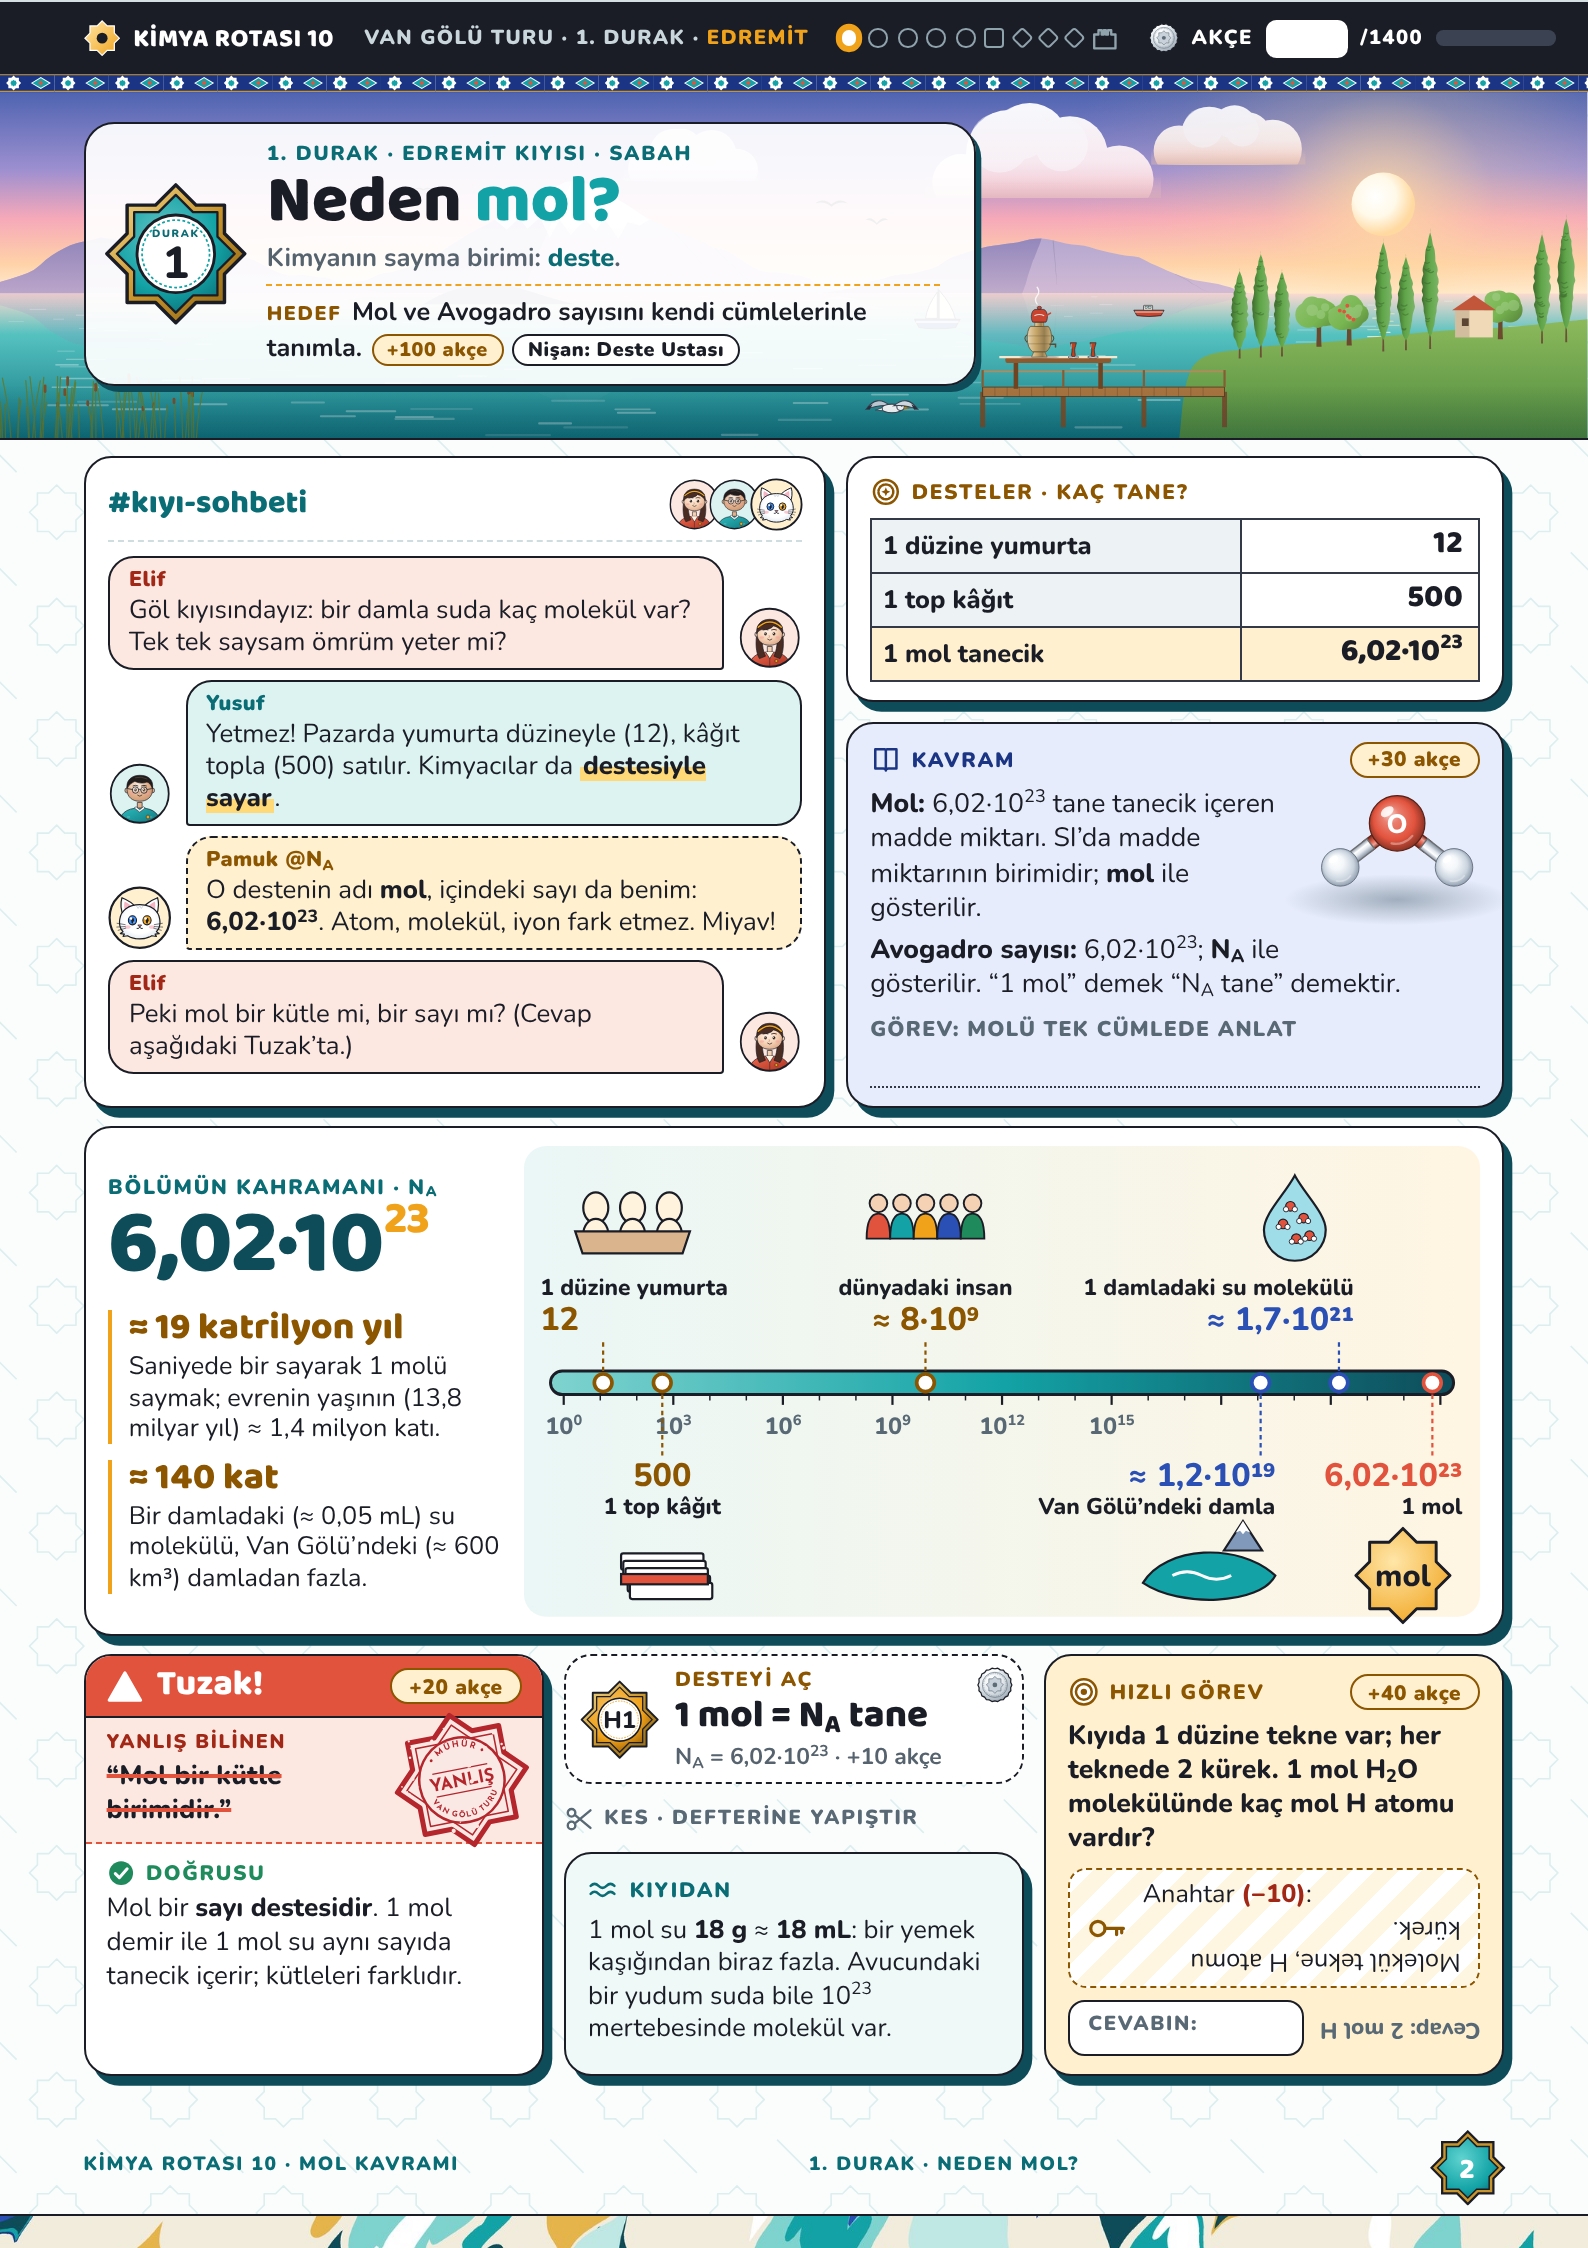 KİMYA ROTASI 10
VAN GÖLÜ TURU · 1. DURAK · EDREMİT
AKÇE /1400
1. DURAK · EDREMİT KIYISI · SABAH
DURAK
1
Neden mol?
Kimyanın sayma birimi: deste.
HEDEF Mol ve Avogadro sayısını kendi cümlelerinle
tanımla. +100 akçe Nişan: Deste Ustası
#kıyı-sohbeti
Elif
Göl kıyısındayız: bir damla suda kaç molekül var?
Tek tek saysam ömrüm yeter mi?
Yusuf
Yetmez! Pazarda yumurta düzineyle (12), kâğıt
topla (500) satılır. Kimyacılar da destesiyle
sayar.
Pamuk @N_A
O destenin adı mol, içindeki sayı da benim:
6,02·10²³. Atom, molekül, iyon fark etmez. Miyav!
Elif
Peki mol bir kütle mi, bir sayı mı? (Cevap
aşağıdaki Tuzak’ta.)
DESTELER · KAÇ TANE?
1 düzine yumurta 12
1 top kâğıt 500
1 mol tanecik 6,02·10²³
KAVRAM +30 akçe
Mol: 6,02·10²³ tane tanecik içeren
madde miktarı. SI’da madde
miktarının birimidir; mol ile
gösterilir.
O
Avogadro sayısı: 6,02·10²³; N_A ile
gösterilir. “1 mol” demek “N_A tane” demektir.
GÖREV: MOLÜ TEK CÜMLEDE ANLAT
BÖLÜMÜN KAHRAMANI · N_A
6,02·10²³
≈ 19 katrilyon yıl
Saniyede bir sayarak 1 molü
saymak; evrenin yaşının (13,8
milyar yıl) ≈ 1,4 milyon katı.
≈ 140 kat
Bir damladaki (≈ 0,05 mL) su
molekülü, Van Gölü’ndeki (≈ 600
km³) damladan fazla.
1 düzine yumurta
12
dünyadaki insan
≈ 8·10⁹
1 damladaki su molekülü
≈ 1,7·10²¹
10⁰ 10³ 10⁶ 10⁹ 10¹² 10¹⁵
500
1 top kâğıt
≈ 1,2·10¹⁹
Van Gölü’ndeki damla
6,02·10²³
1 mol
mol
Tuzak! +20 akçe
YANLIŞ BİLİNEN
“Mol bir kütle
birimidir.”
MÜHÜR
YANLIŞ
VAN GÖLÜ TURU
DOĞRUSU
Mol bir sayı destesidir. 1 mol
demir ile 1 mol su aynı sayıda
tanecik içerir; kütleleri farklıdır.
H1
DESTEYİ AÇ
1 mol = N_A tane
N_A = 6,02·10²³ · +10 akçe
KES · DEFTERİNE YAPIŞTIR
KIYIDAN
1 mol su 18 g ≈ 18 mL: bir yemek
kaşığından biraz fazla. Avucundaki
bir yudum suda bile 10²³
mertebesinde molekül var.
HIZLI GÖREV +40 akçe
Kıyıda 1 düzine tekne var; her
teknede 2 kürek. 1 mol H₂O
molekülünde kaç mol H atomu
vardır?
Anahtar (−10):
Molekül tekne, H atomu
kürek.
CEVABIN:
Cevap: 2 mol H
KİMYA ROTASI 10 · MOL KAVRAMI
1. DURAK · NEDEN MOL?
2